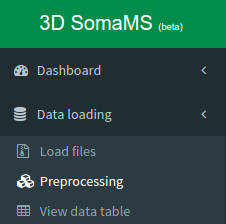 3D SomaMS (beta)
Dashboard
Data loading
Load files
Preprocessing
View data table